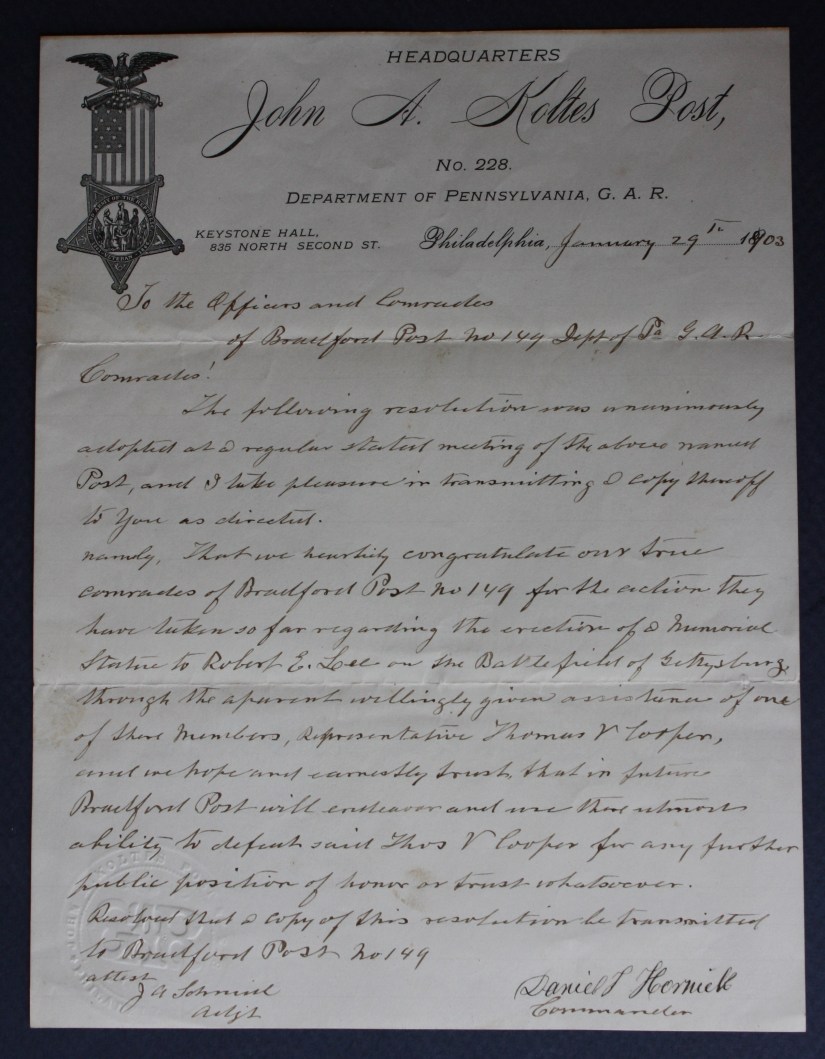 HEADQUARTERS
John A. Koltes Post,
No. 228.
DEPARTMENT OF PENNSYLVANIA, G. A. R.
KEYSTONE HALL,
835 NORTH SECOND ST.
Philadelphia, January 29th 1903
To the Officers and Comrades
of Bradford Post No 149 Dept of Pa G. A. R.
Comrades!
The following resolution was unanimously
adopted at a regular stated meeting of the above named
Post, and I take pleasure in transmitting a copy thereoff
to You as directed.
namely, That we heartily congratulate our true
comrades of Bradford Post No 149 for the action they
have taken so far regarding the erection of a Memorial
Statue to Robert E. Lee on the Battlefield of Gettysburg,
through the aparent willingly given assistance of one
of there Members, Representative Thomas V Cooper,
and we hope and earnestly trust, that in future
Bradford Post will endeavor and use there utmost
ability to defeat said Thos V Cooper for any further
public position of honor or trust whatsoever.
Resolved that a copy of this resolution be transmitted
to Bradford Post No 149
attest
J A Schmidt
Adjt
Daniel S Hernick
Commander